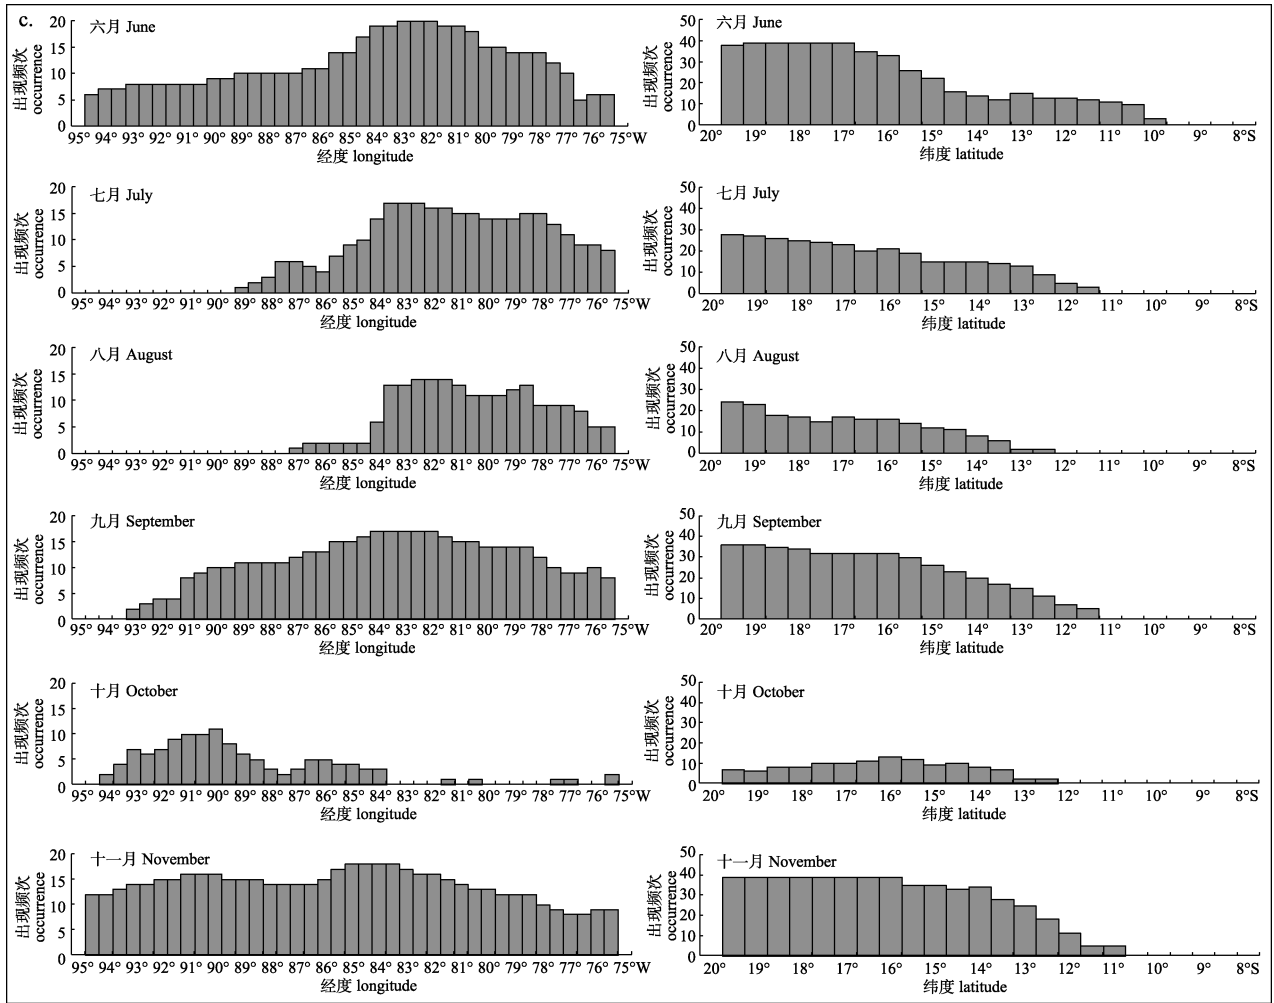 c.
六月 June
出现频次
occurrence
20
15
10
5
0
95° 94° 93° 92° 91° 90° 89° 88° 87° 86° 85° 84° 83° 82° 81° 80° 79° 78° 77° 76° 75°W
经度 longitude
六月 June
出现频次
occurrence
50
40
30
20
10
0
20° 19° 18° 17° 16° 15° 14° 13° 12° 11° 10° 9° 8°S
纬度 latitude
七月 July
出现频次
occurrence
20
15
10
5
0
95° 94° 93° 92° 91° 90° 89° 88° 87° 86° 85° 84° 83° 82° 81° 80° 79° 78° 77° 76° 75°W
经度 longitude
七月 July
出现频次
occurrence
50
40
30
20
10
0
20° 19° 18° 17° 16° 15° 14° 13° 12° 11° 10° 9° 8°S
纬度 latitude
八月 August
出现频次
occurrence
20
15
10
5
0
95° 94° 93° 92° 91° 90° 89° 88° 87° 86° 85° 84° 83° 82° 81° 80° 79° 78° 77° 76° 75°W
经度 longitude
八月 August
出现频次
occurrence
50
40
30
20
10
0
20° 19° 18° 17° 16° 15° 14° 13° 12° 11° 10° 9° 8°S
纬度 latitude
九月 September
出现频次
occurrence
20
15
10
5
0
95° 94° 93° 92° 91° 90° 89° 88° 87° 86° 85° 84° 83° 82° 81° 80° 79° 78° 77° 76° 75°W
经度 longitude
九月 September
出现频次
occurrence
50
40
30
20
10
0
20° 19° 18° 17° 16° 15° 14° 13° 12° 11° 10° 9° 8°S
纬度 latitude
十月 October
出现频次
occurrence
20
15
10
5
0
95° 94° 93° 92° 91° 90° 89° 88° 87° 86° 85° 84° 83° 82° 81° 80° 79° 78° 77° 76° 75°W
经度 longitude
十月 October
出现频次
occurrence
50
40
30
20
10
0
20° 19° 18° 17° 16° 15° 14° 13° 12° 11° 10° 9° 8°S
纬度 latitude
十一月 November
出现频次
occurrence
20
15
10
5
0
95° 94° 93° 92° 91° 90° 89° 88° 87° 86° 85° 84° 83° 82° 81° 80° 79° 78° 77° 76° 75°W
经度 longitude
十一月 November
出现频次
occurrence
50
40
30
20
10
0
20° 19° 18° 17° 16° 15° 14° 13° 12° 11° 10° 9° 8°S
纬度 latitude